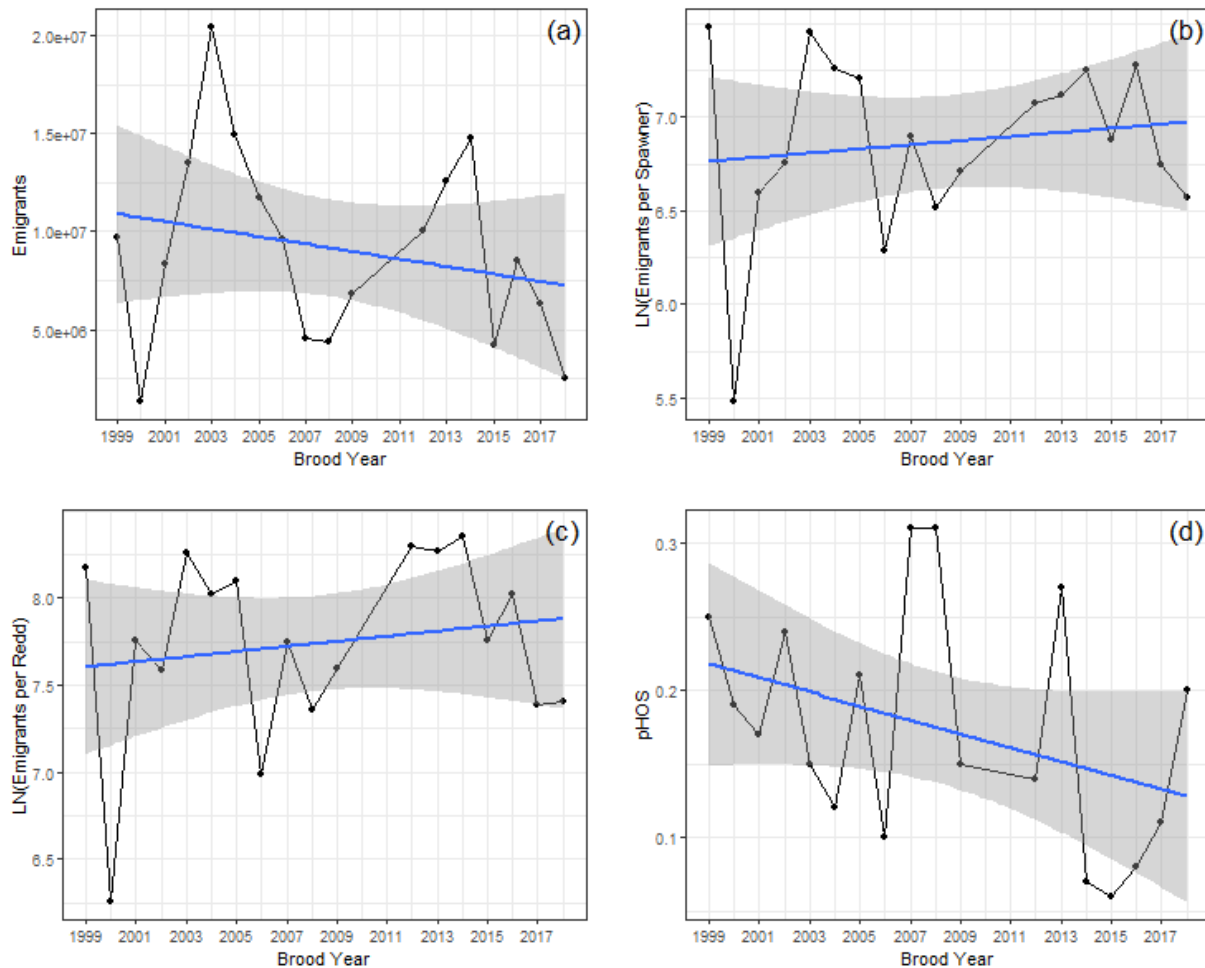 (a)
2.0e+07
1.5e+07
1.0e+07
5.0e+06
Emigrants
1999 2001 2003 2005 2007 2009 2011 2013 2015 2017
Brood Year
(b)
7.0
6.5
6.0
5.5
LN(Emigrants per Spawner)
1999 2001 2003 2005 2007 2009 2011 2013 2015 2017
Brood Year
(c)
8.0
7.5
7.0
6.5
LN(Emigrants per Redd)
1999 2001 2003 2005 2007 2009 2011 2013 2015 2017
Brood Year
(d)
0.3
0.2
0.1
pHOS
1999 2001 2003 2005 2007 2009 2011 2013 2015 2017
Brood Year